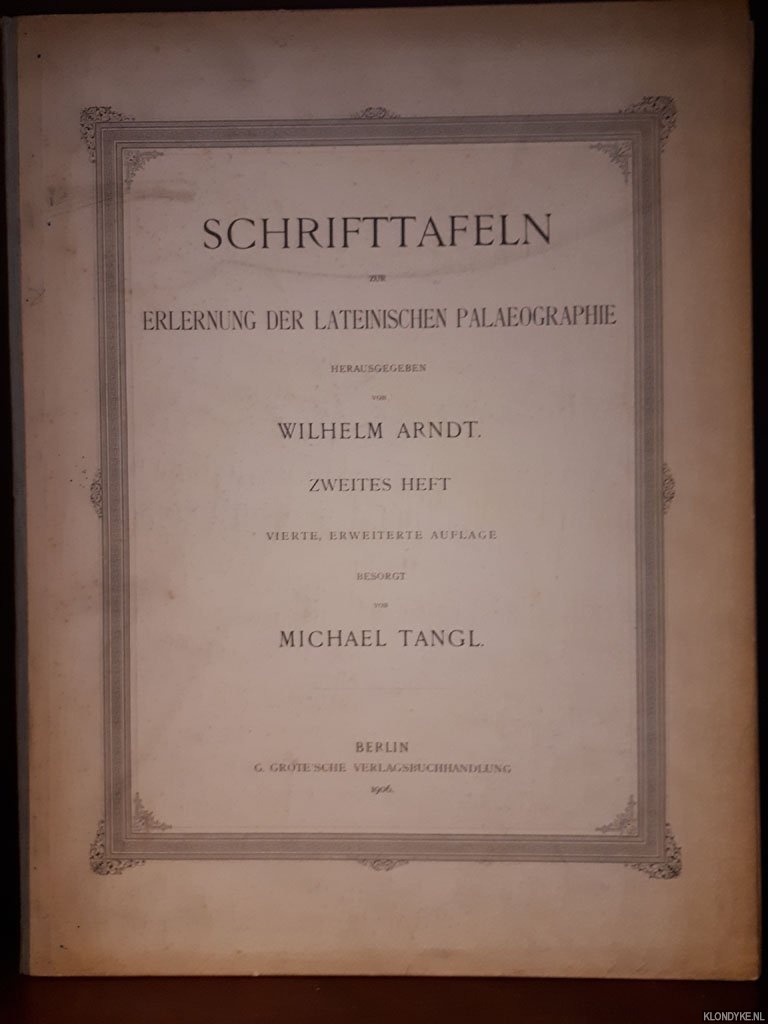 SCHRIFTTAFELN
ZUR
ERLERNUNG DER LATEINISCHEN PALAEOGRAPHIE
HERAUSGEGEBEN
VON
WILHELM ARNDT.
ZWEITES HEFT
VIERTE, ERWEITERTE AUFLAGE
BESORGT
VON
MICHAEL TANGL.
BERLIN
G. GROTE'SCHE VERLAGSBUCHHANDLUNG
1906.
KLONDYKE.NL